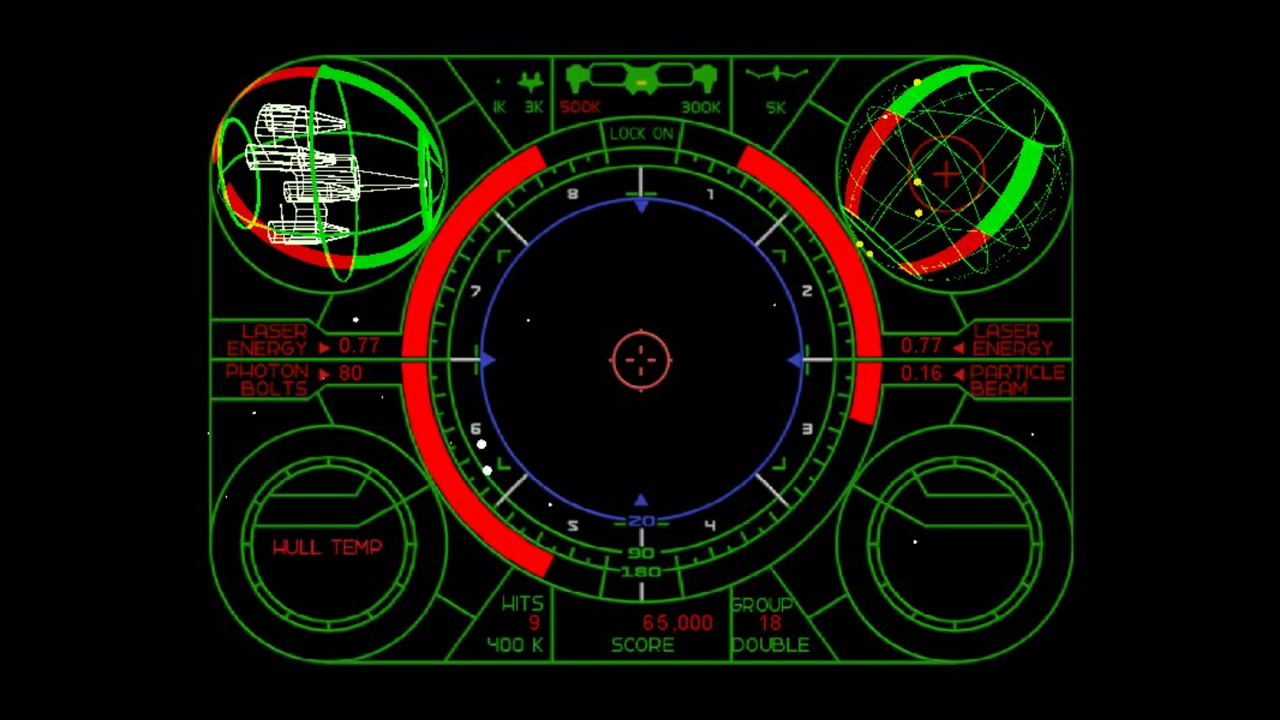 1K 3K 500K 300K 5K
LOCK ON
8 1
7 2
LASER ENERGY 0.77
0.77 LASER ENERGY
PHOTON BOLTS 80
0.16 PARTICLE BEAM
6 3
5 4
20
90
180
HULL TEMP
HITS
9
400 K
65,000
SCORE
GROUP
18
DOUBLE